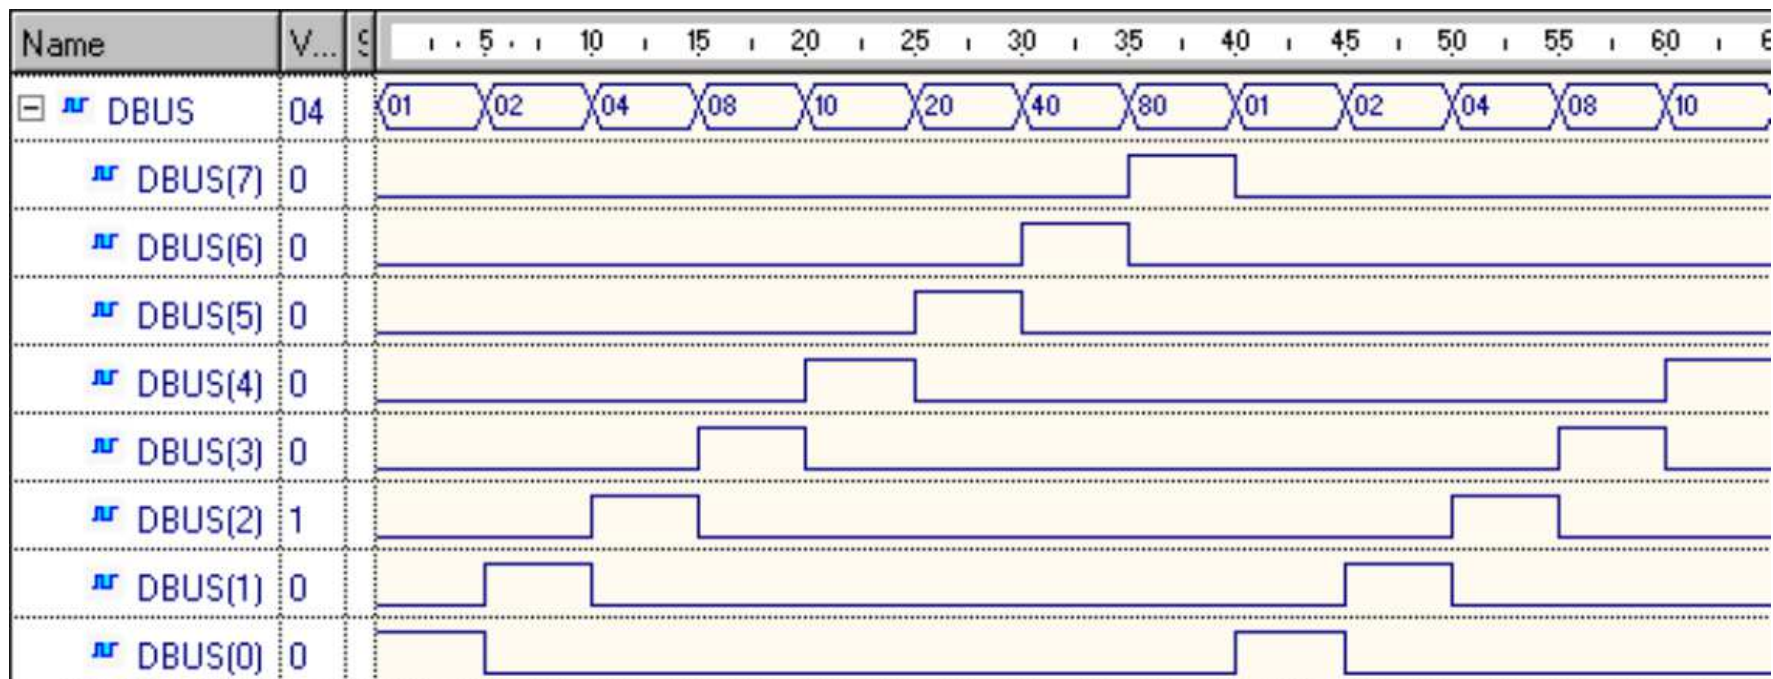 Name V... S 5 10 15 20 25 30 35 40 45 50 55 60 6
DBUS 04 01 02 04 08 10 20 40 80 01 02 04 08 10
DBUS(7) 0
DBUS(6) 0
DBUS(5) 0
DBUS(4) 0
DBUS(3) 0
DBUS(2) 1
DBUS(1) 0
DBUS(0) 0